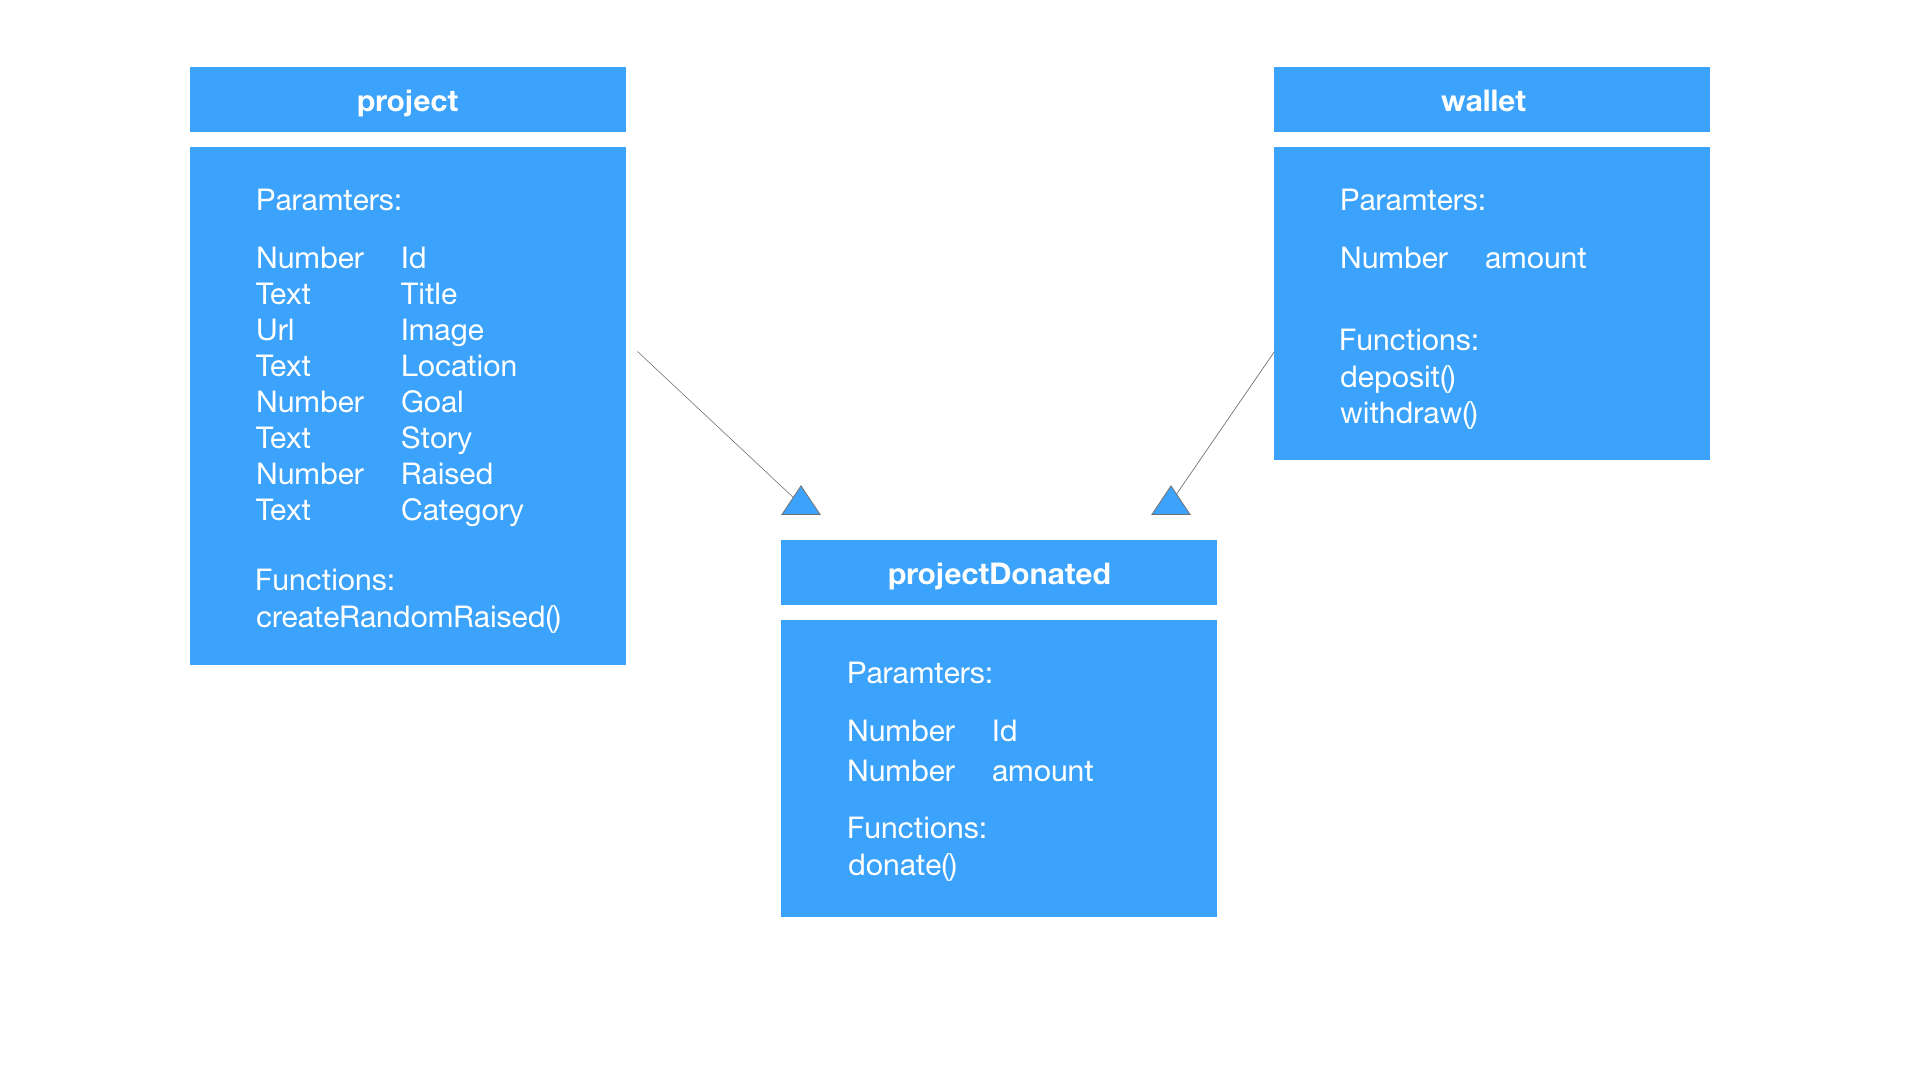 project
Paramters:
Number Id
Text Title
Url Image
Text Location
Number Goal
Text Story
Number Raised
Text Category
Functions:
createRandomRaised()
wallet
Paramters:
Number amount
Functions:
deposit()
withdraw()
projectDonated
Paramters:
Number Id
Number amount
Functions:
donate()